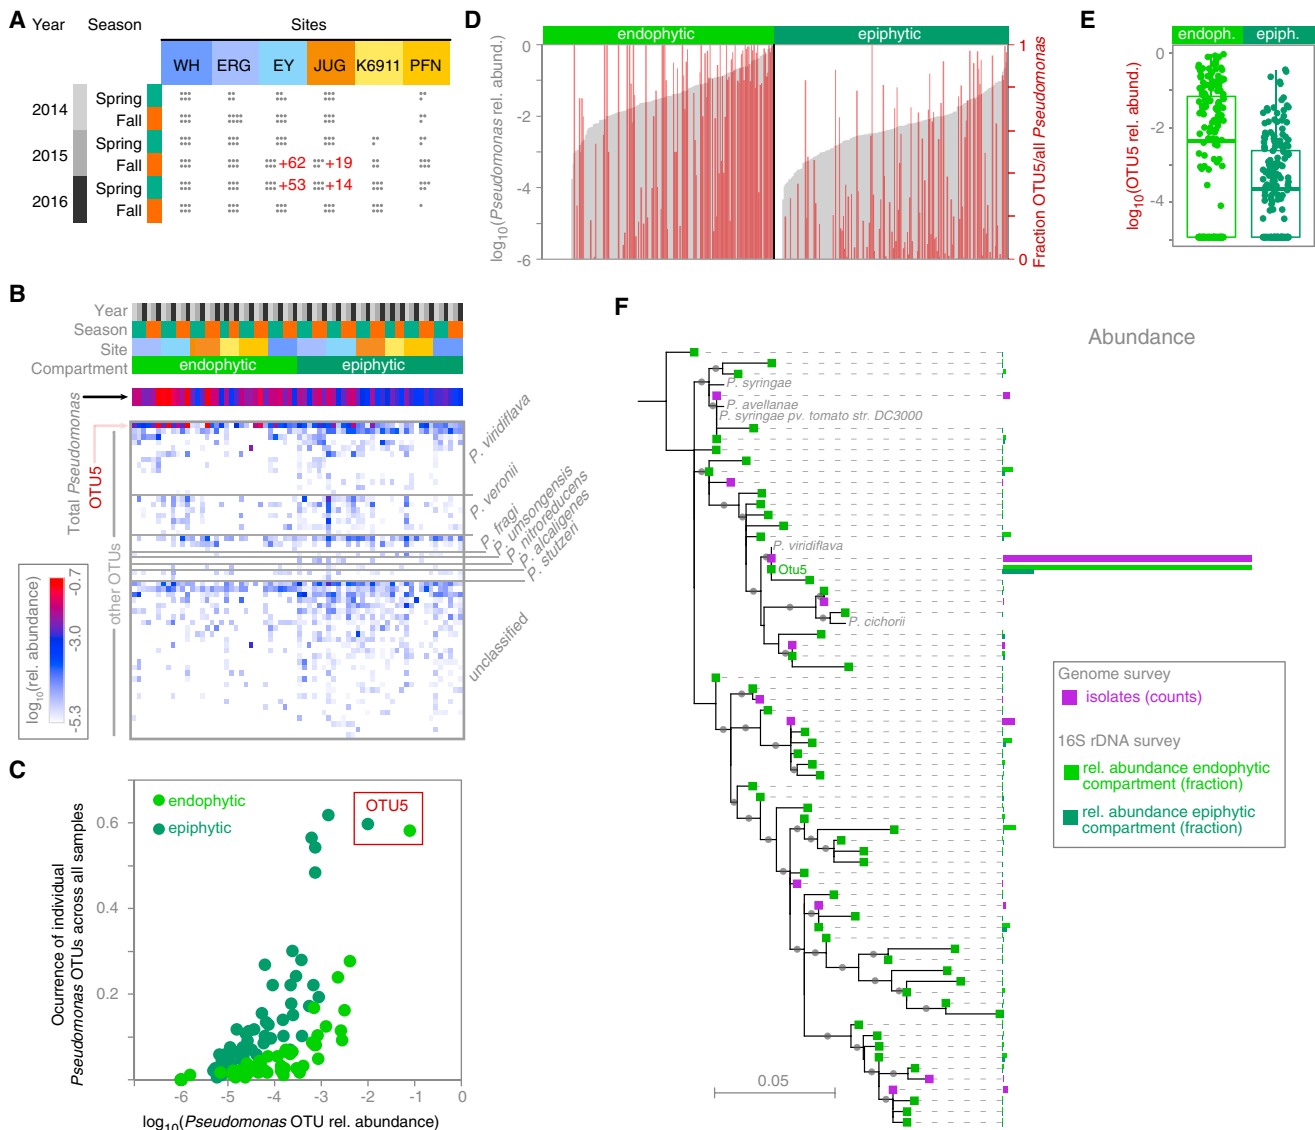 A
Year
Season
Sites
WH
ERG
EY
JUG
K6911
PFN
2014
Spring
Fall
2015
Spring
Fall
+62
+19
2016
Spring
+53
+14
Fall
B
Year
Season
Site
Compartment
endophytic
epiphytic
Total Pseudomonas
OTU5
other OTUs
P. viridiflava
P. veronii
P. fragi
P. umsongensis
P. nitroreducens
P. alcaligenes
P. stutzeri
unclassified
log10(rel. abundance)
-0.7
-3.0
-5.3
C
endophytic
epiphytic
OTU5
0.6
0.4
0.2
-6
-5
-4
-3
-2
-1
0
Ocurrence of individual
Pseudomonas OTUs across all samples
log10(Pseudomonas OTU rel. abundance)
D
endophytic
epiphytic
-0
-2
-4
-6
1
0
log10(Pseudomonas rel. abund.)
Fraction OTU5/all Pseudomonas
E
endoph.
epiph.
0
-2
-4
log10(OTU5 rel. abund.)
F
Abundance
P. syringae
P. avellanae
P. syringae pv. tomato str. DC3000
P. viridiflava
Otu5
P. cichorii
0.05
Genome survey
isolates (counts)
16S rDNA survey
rel. abundance endophytic
compartment (fraction)
rel. abundance epiphytic
compartment (fraction)